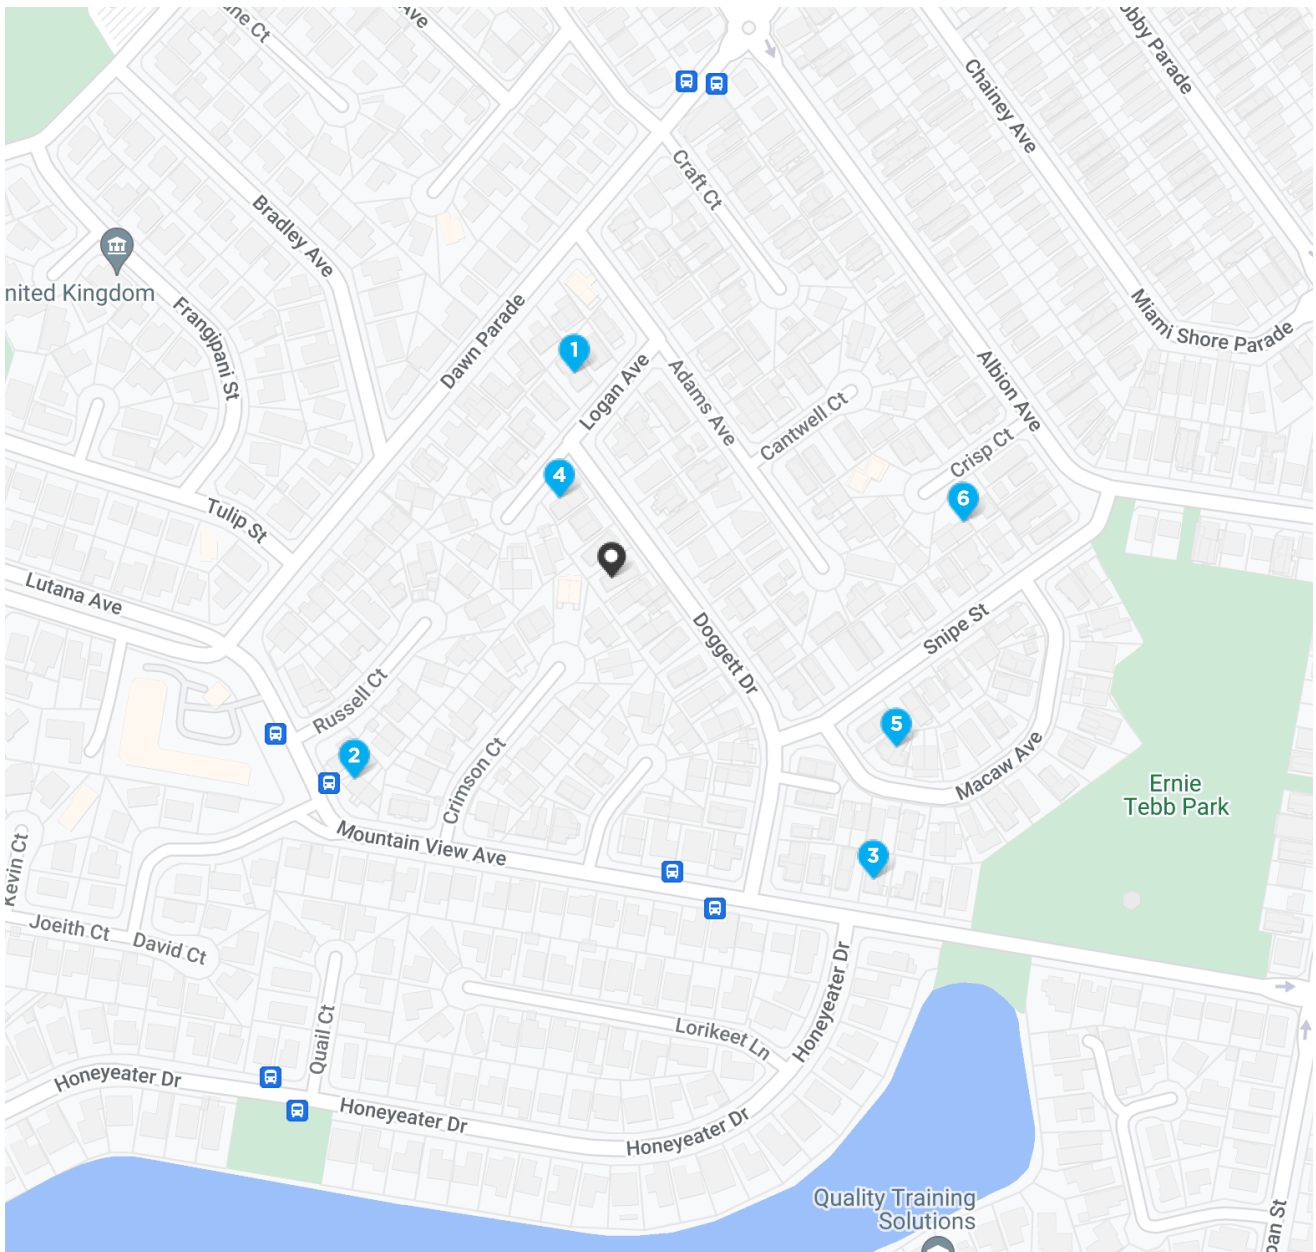 ne Ct
Ave
obby Parade
Chainey Ave
Craft Ct
Bradley Ave
nited Kingdom
Frangipani St
Dawn Parade
Miami Shore Parade
1
Logan Ave
Adams Ave
Albion Ave
Cantwell Ct
Crisp Ct
4
6
Tulip St
Lutana Ave
Snipe St
Doggett Dr
Russell Ct
5
2
Crimson Ct
Macaw Ave
Ernie
Tebb Park
Mountain View Ave
3
Kevin Ct
Joeith Ct
David Ct
Quail Ct
Lorikeet Ln
Honeyeater Dr
Honeyeater Dr
Honeyeater Dr
Honeyeater Dr
Quality Training
Solutions
oan St